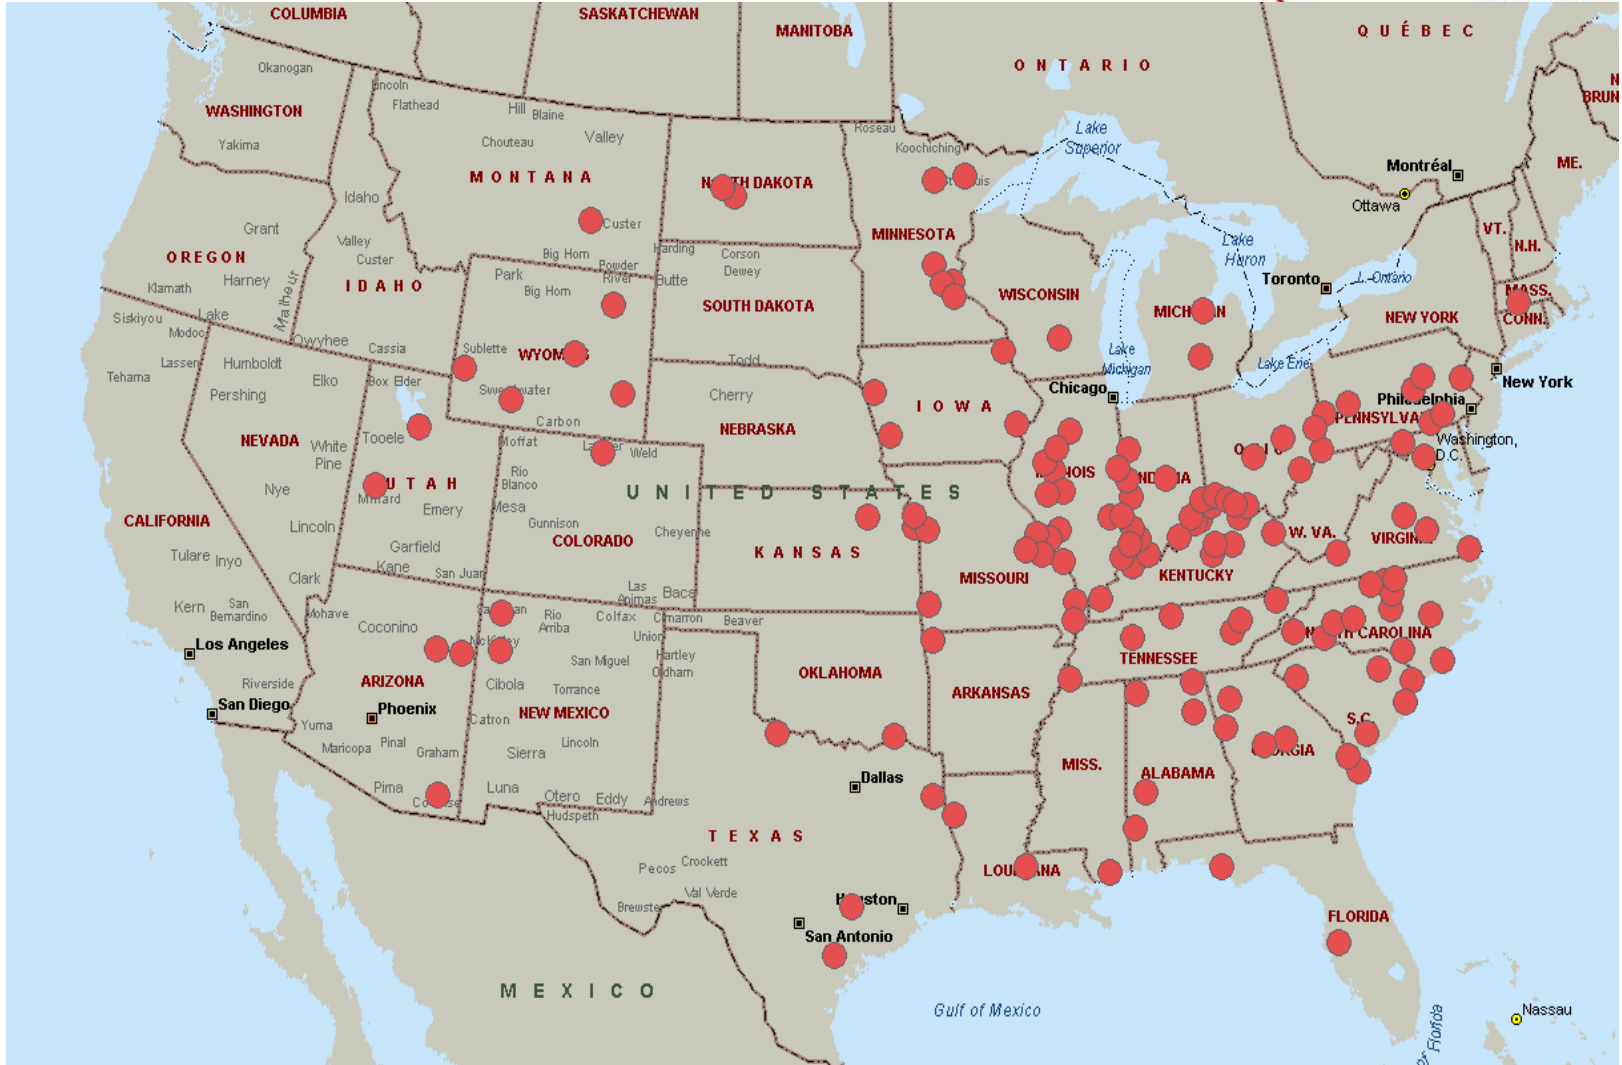 COLUMBIA
SASKATCHEWAN
MANITOBA
ONTARIO
QUÉBEC
N
BRUN
Okanogan
Lincoln
Flathead
Hill
Blaine
WASHINGTON
Chouteau
Valley
Roseau
Koochiching
Lake
Superior
Yakima
Montréal
ME.
MONTANA
Idaho
Ottawa
Custer
Grant
MINNESOTA
VT.
N.H.
Valley
Custer
Big Horn
Powder
River
Harding
Corson
Dewey
Lake
Huron
OREGON
Harney
Malheur
IDAHO
Park
Big Horn
Butte
SOUTH DAKOTA
WISCONSIN
Toronto
L. Ontario
MASS.
Klamath
Lake
Siskiyou
Modoc
NEW YORK
CONN.
Owyhee
Cassia
Sublette
Todd
Lake
Michigan
Lake Erie
Lassen
Humboldt
Tehama
Elko
Box Elder
Pershing
Cherry
Chicago
New York
IOWA
Philadelphia
Carbon
NEBRASKA
NEVADA
Tooele
Moffat
Weld
White
Pine
Washington,
D.C.
Rio
Blanco
UTAH
Nye
Emery
Mesa
UNITED STATES
CALIFORNIA
Lincoln
Gunnison
Cheyenne
COLORADO
KANSAS
W. VA.
Tulare
Inyo
Garfield
Kane
San Juan
MISSOURI
KENTUCKY
Clark
Las
Animas
Baca
Kern
San
Bernardino
Mohave
Coconino
Rio
Arriba
Colfax
Cimarron
Beaver
Union
Los Angeles
San Miguel
Hartley
Oldham
TENNESSEE
Riverside
ARIZONA
Cibola
Torrance
OKLAHOMA
ARKANSAS
San Diego
Phoenix
Catron
NEW MEXICO
S.C.
Yuma
Maricopa
Pinal
Graham
Sierra
Lincoln
MISS.
ALABAMA
Pima
Luna
Otero
Eddy
Andrews
Dallas
Hudspeth
TEXAS
Pecos
Crockett
Val Verde
Brewster
San Antonio
FLORIDA
MEXICO
Gulf of Mexico
Nassau
of Florida